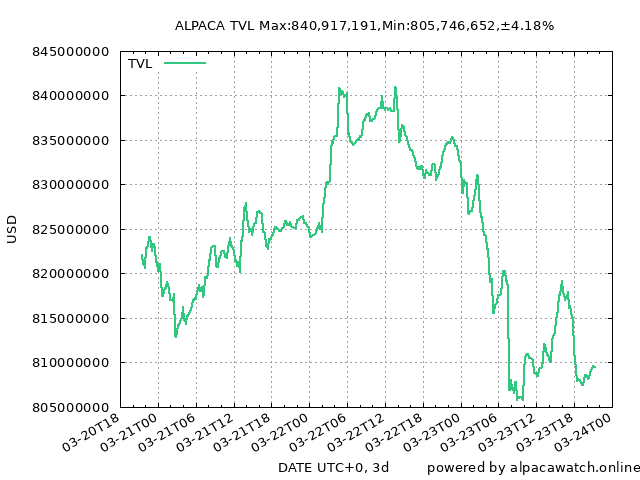 ALPACA TVL Max:840,917,191,Min:805,746,652,±4.18%
845000000
TVL
840000000
835000000
830000000
825000000
820000000
815000000
810000000
805000000
USD
03-20T18
03-21T00
03-21T06
03-21T12
03-21T18
03-22T00
03-22T06
03-22T12
03-22T18
03-23T00
03-23T06
03-23T12
03-23T18
03-24T00
DATE UTC+0, 3d
powered by alpacawatch.online